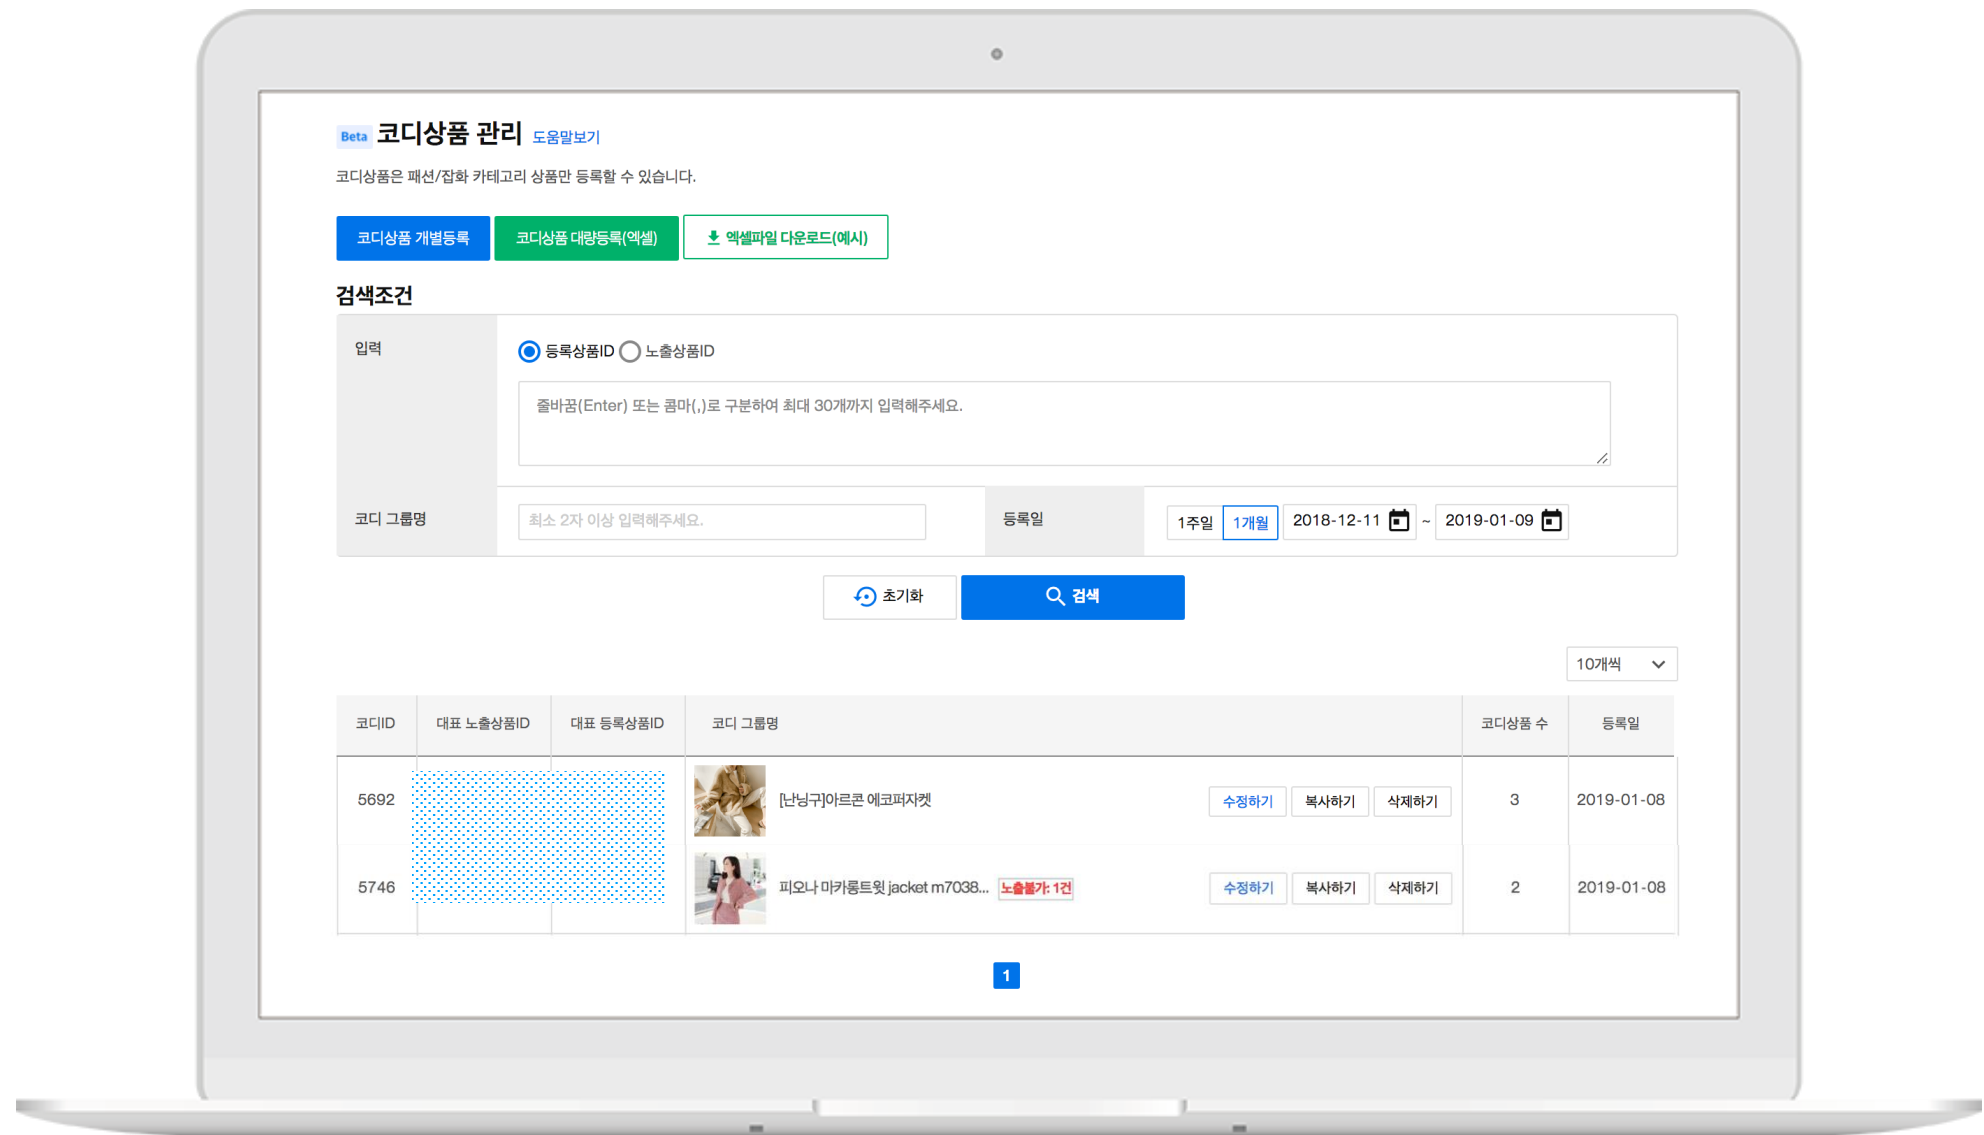 Beta 코디상품 관리 도움말보기
코디상품은 패션/잡화 카테고리 상품만 등록할 수 있습니다.
코디상품 개별등록 코디상품 대량등록(엑셀) 엑셀파일 다운로드(예시)
검색조건
입력 등록상품ID 노출상품ID
줄바꿈(Enter) 또는 콤마(,)로 구분하여 최대 30개까지 입력해주세요.
코디 그룹명 최소 2자 이상 입력해주세요. 등록일 1주일 1개월 2018-12-11 ~ 2019-01-09
초기화 검색
10개씩
코디ID 대표 노출상품ID 대표 등록상품ID 코디 그룹명 코디상품 수 등록일
5692 [난닝구]아르콘 에코퍼자켓 수정하기 복사하기 삭제하기 3 2019-01-08
5746 피오나 마카롱트윗 jacket m7038... 노출불가: 1건 수정하기 복사하기 삭제하기 2 2019-01-08
1